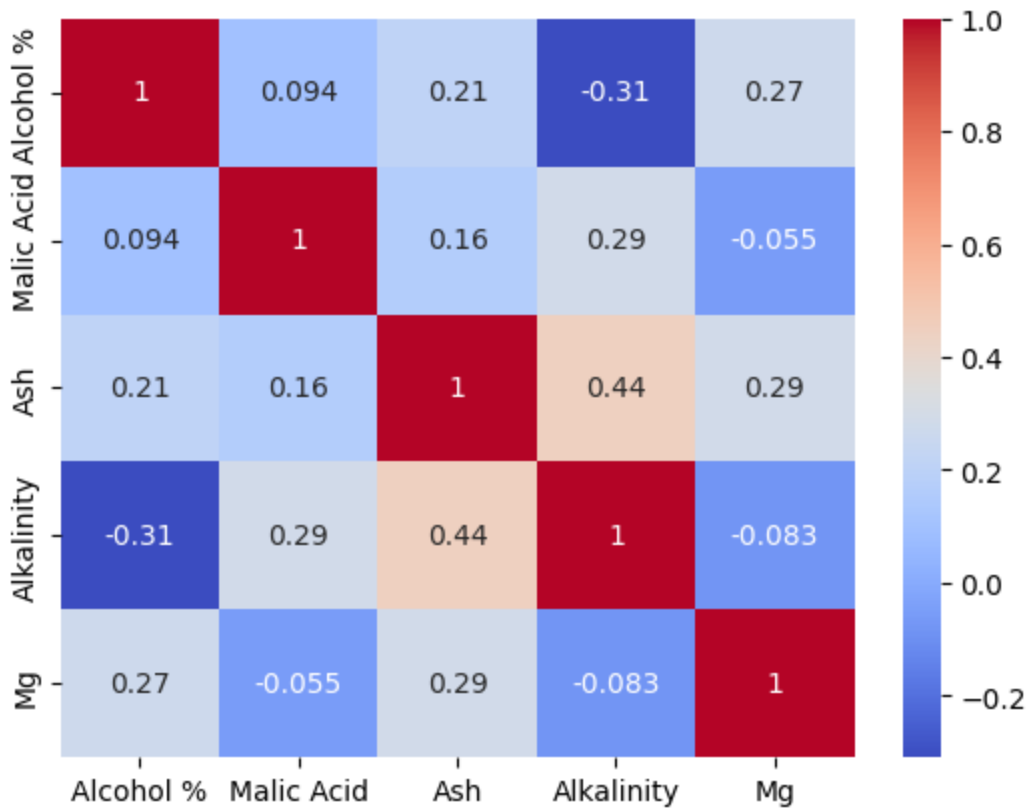 Alcohol % 1 0.094 0.21 -0.31 0.27
Malic Acid 0.094 1 0.16 0.29 -0.055
Ash 0.21 0.16 1 0.44 0.29
Alkalinity -0.31 0.29 0.44 1 -0.083
Mg 0.27 -0.055 0.29 -0.083 1
Alcohol % Malic Acid Ash Alkalinity Mg
1.0
0.8
0.6
0.4
0.2
0.0
−0.2